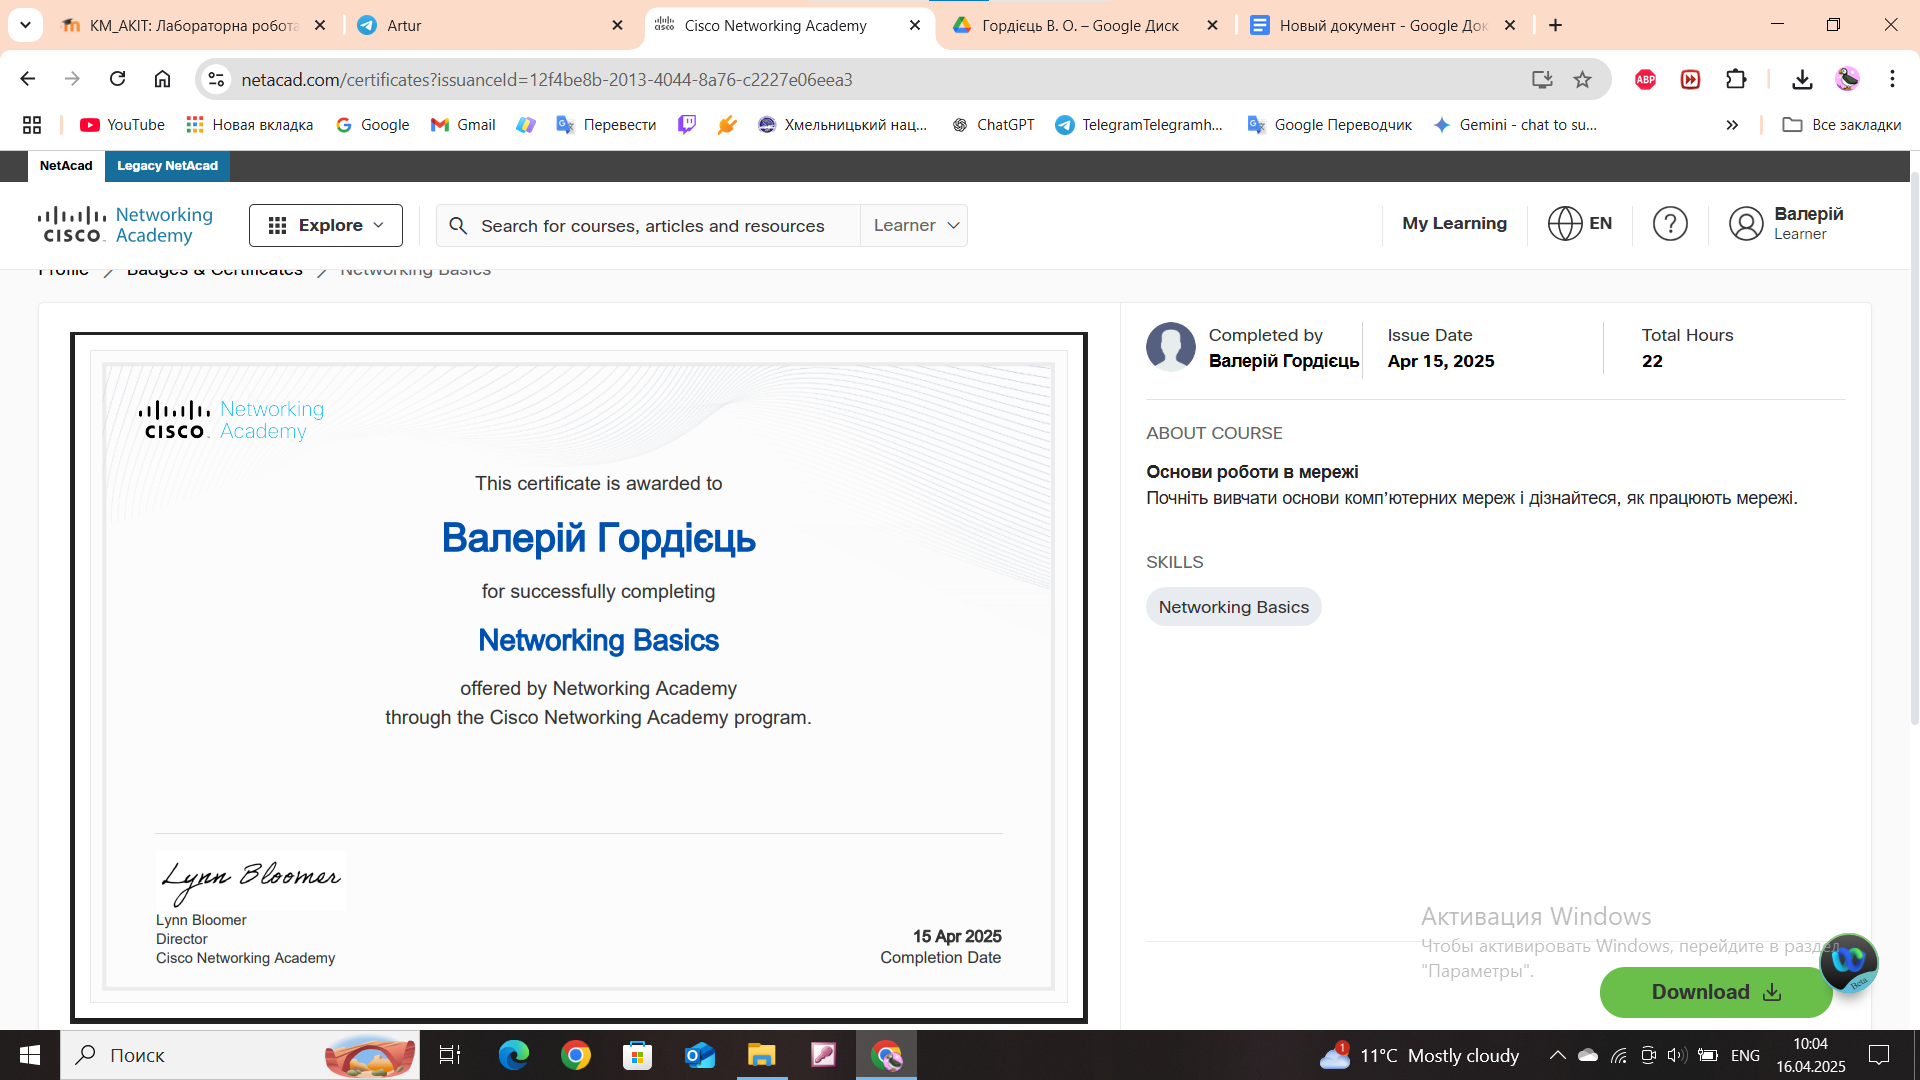 KM_AKIT: Лабораторна робота
Artur
Cisco Networking Academy
Гордієць В. О. – Google Диск
Новый документ - Google Док
netacad.com/certificates?issuanceId=12f4be8b-2013-4044-8a76-c2227e06eea3
ABP
YouTube
Новая вкладка
Google
Gmail
Перевести
Хмельницький нац...
ChatGPT
TelegramTelegramh...
Google Переводчик
Gemini - chat to su...
Все закладки
NetAcad
Legacy NetAcad
CISCO Networking Academy
Explore
Search for courses, articles and resources
Learner
My Learning
EN
Валерій
Learner
Profile / Badges & Certificates / Networking Basics
CISCO Networking Academy
This certificate is awarded to
Валерій Гордієць
for successfully completing
Networking Basics
offered by Networking Academy
through the Cisco Networking Academy program.
Lynn Bloomer
Lynn Bloomer
Director
Cisco Networking Academy
15 Apr 2025
Completion Date
Completed by
Валерій Гордієць
Issue Date
Apr 15, 2025
Total Hours
22
ABOUT COURSE
Основи роботи в мережі
Почніть вивчати основи комп’ютерних мереж і дізнайтеся, як працюють мережі.
SKILLS
Networking Basics
Активация Windows
Чтобы активировать Windows, перейдите в раздел
"Параметры".
Beta
Download
Поиск
1
11°C Mostly cloudy
ENG
10:04
16.04.2025